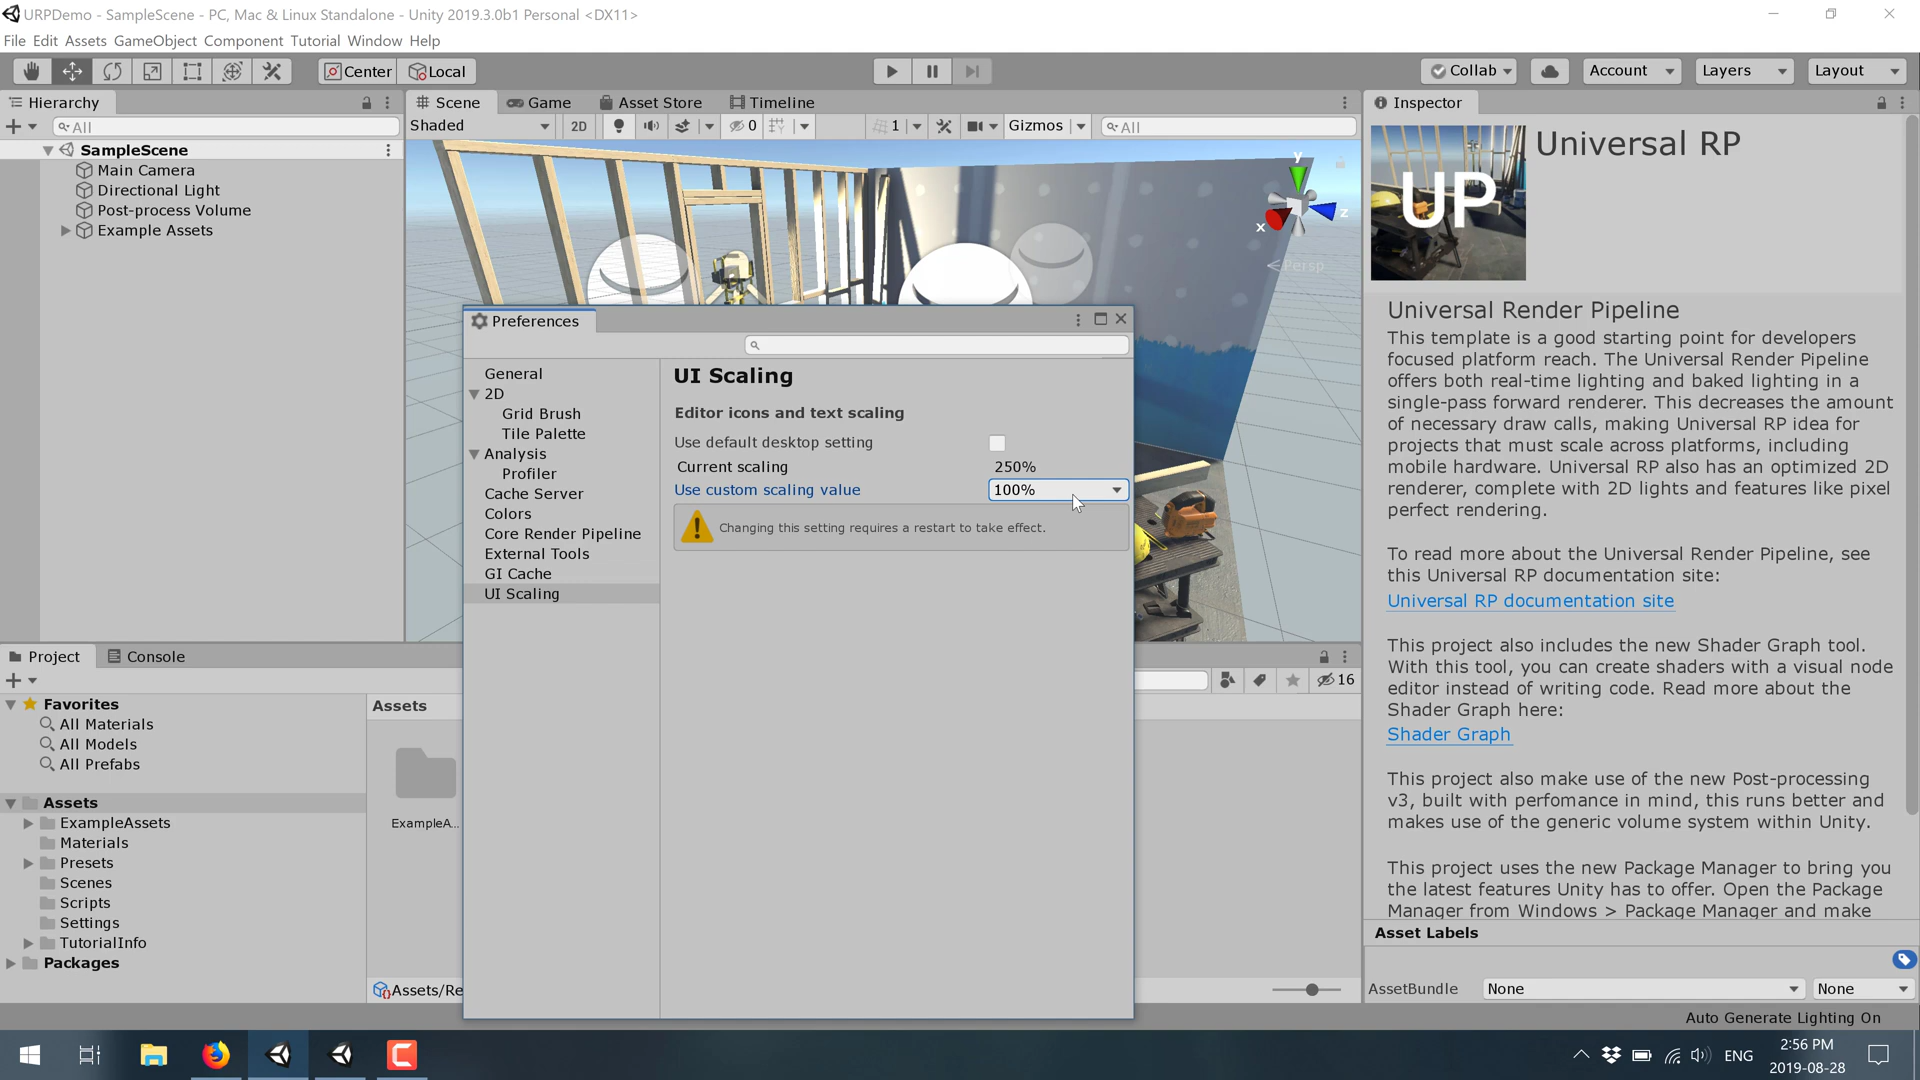 URPDemo - SampleScene - PC, Mac & Linux Standalone - Unity 2019.3.0b1 Personal <DX11>
File Edit Assets GameObject Component Tutorial Window Help
Center Local Collab Account Layers Layout
Hierarchy
All
SampleScene
Main Camera
Directional Light
Post-process Volume
Example Assets
Scene Game Asset Store Timeline
Shaded 2D 0 1 Gizmos All
y
x
z
Persp
Preferences
General
2D
Grid Brush
Tile Palette
Analysis
Profiler
Cache Server
Colors
Core Render Pipeline
External Tools
GI Cache
UI Scaling
UI Scaling
Editor icons and text scaling
Use default desktop setting
Current scaling 250%
Use custom scaling value 100%
Changing this setting requires a restart to take effect.
Project Console
16
Favorites
All Materials
All Models
All Prefabs
Assets
ExampleAssets
Materials
Presets
Scenes
Scripts
Settings
TutorialInfo
Packages
Assets
ExampleA...
Assets/Re
Inspector
UP
Universal RP
Universal Render Pipeline
This template is a good starting point for developers
focused platform reach. The Universal Render Pipeline
offers both real-time lighting and baked lighting in a
single-pass forward renderer. This decreases the amount
of necessary draw calls, making Universal RP idea for
projects that must scale across platforms, including
mobile hardware. Universal RP also has an optimized 2D
renderer, complete with 2D lights and features like pixel
perfect rendering.
To read more about the Universal Render Pipeline, see
this Universal RP documentation site:
Universal RP documentation site
This project also includes the new Shader Graph tool.
With this tool, you can create shaders with a visual node
editor instead of writing code. Read more about the
Shader Graph here:
Shader Graph
This project also make use of the new Post-processing
v3, built with perfomance in mind, this runs better and
makes use of the generic volume system within Unity.
This project uses the new Package Manager to bring you
the latest features Unity has to offer. Open the Package
Manager from Windows > Package Manager and make
Asset Labels
AssetBundle None None
Auto Generate Lighting On
ENG
2:56 PM
2019-08-28